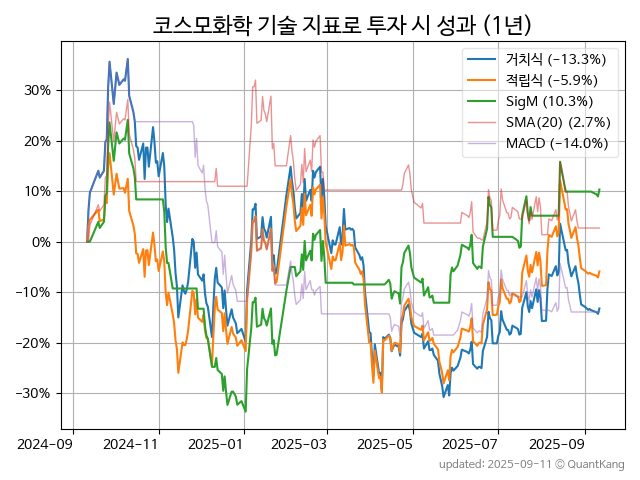 코스모화학 기술 지표로 투자 시 성과 (1년)
거치식 (−13.3%)
적립식 (−5.9%)
SigM (10.3%)
SMA(20) (2.7%)
MACD (−14.0%)
30%
20%
10%
0%
−10%
−20%
−30%
2024-09
2024-11
2025-01
2025-03
2025-05
2025-07
2025-09
updated: 2025-09-11 © QuantKang